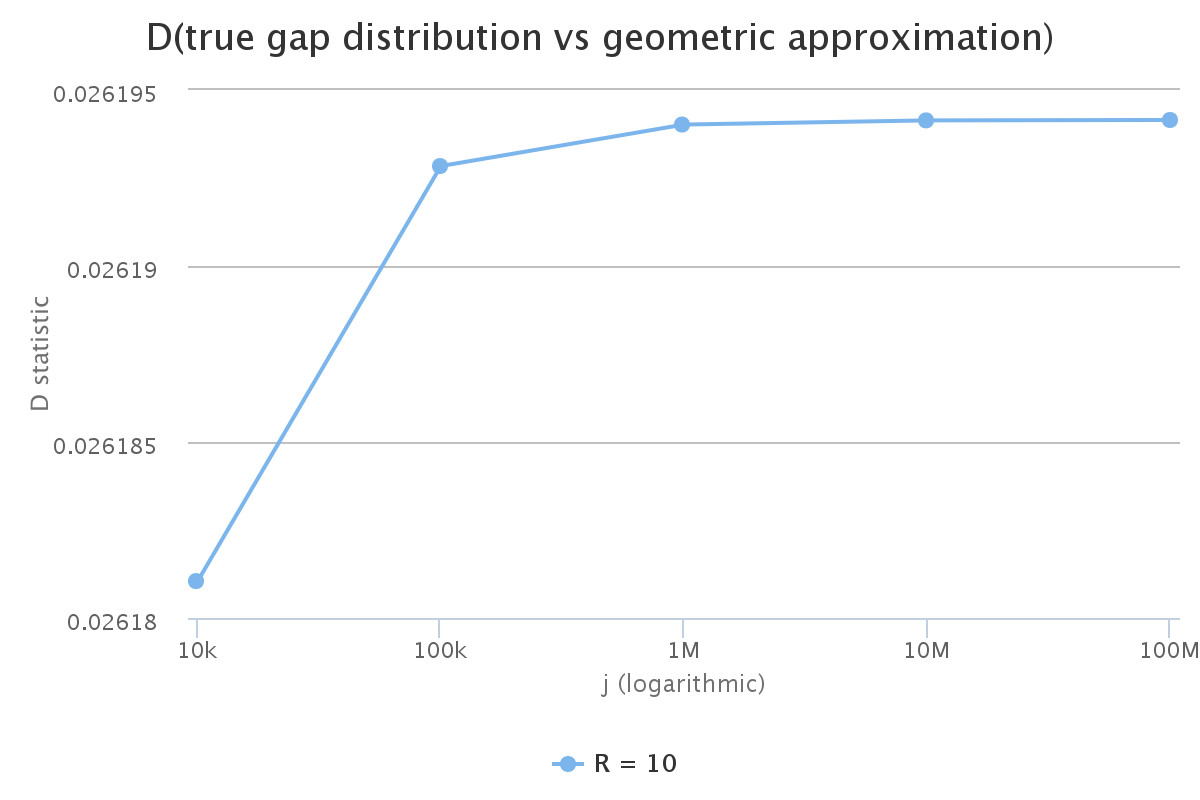 D(true gap distribution vs geometric approximation)
0.026195
0.02619
0.026185
0.02618
D statistic
10k
100k
1M
10M
100M
j (logarithmic)
R = 10